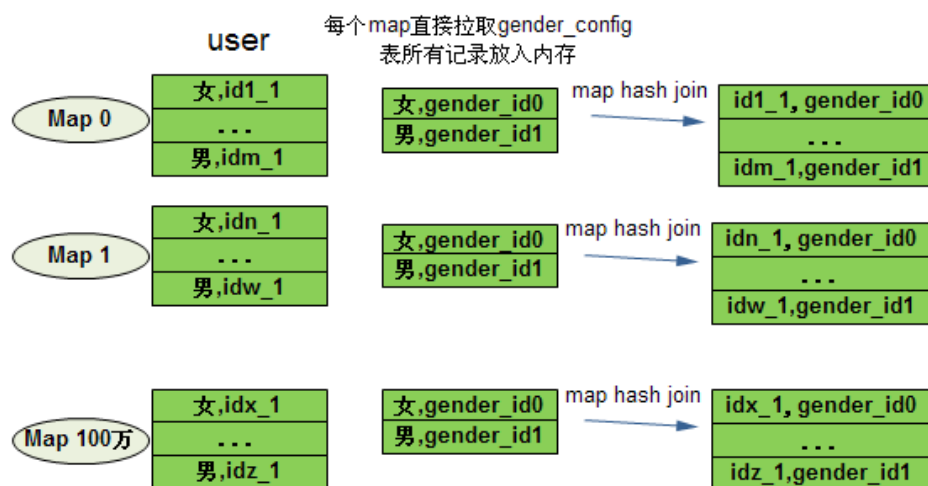 user
每个map直接拉取gender_config
表所有记录放入内存
Map 0
女,id1_1
...
男,idm_1
女,gender_id0
男,gender_id1
map hash join
id1_1, gender_id0
...
idm_1,gender_id1
Map 1
女,idn_1
...
男,idw_1
女,gender_id0
男,gender_id1
map hash join
idn_1, gender_id0
...
idw_1,gender_id1
Map 100万
女,idx_1
...
男,idz_1
女,gender_id0
男,gender_id1
map hash join
idx_1, gender_id0
...
idz_1,gender_id1